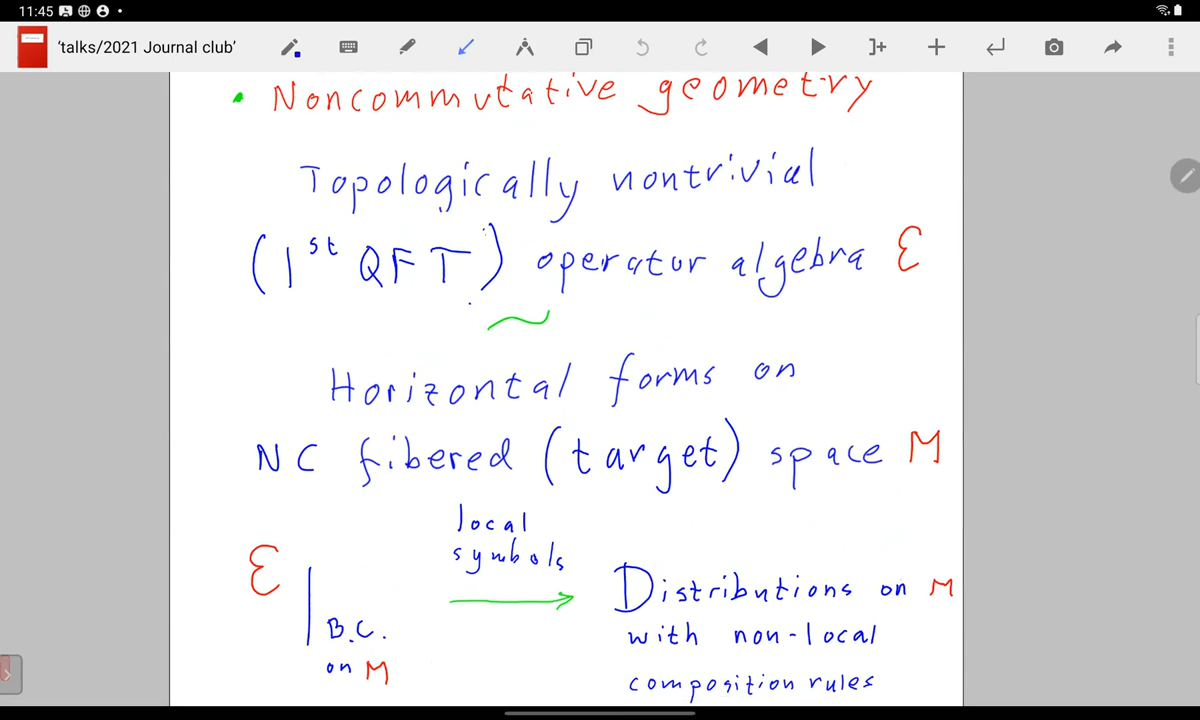 11:45
'talks/2021 Journal club'
• Noncommutative geometry
Topologically nontrivial
(1st QFT) operator algebra ℰ
~
Horizontal forms on
NC fibered (target) space M
local
symbols
ℰ| B.C. on M → Distributions on M
with non-local
composition rules